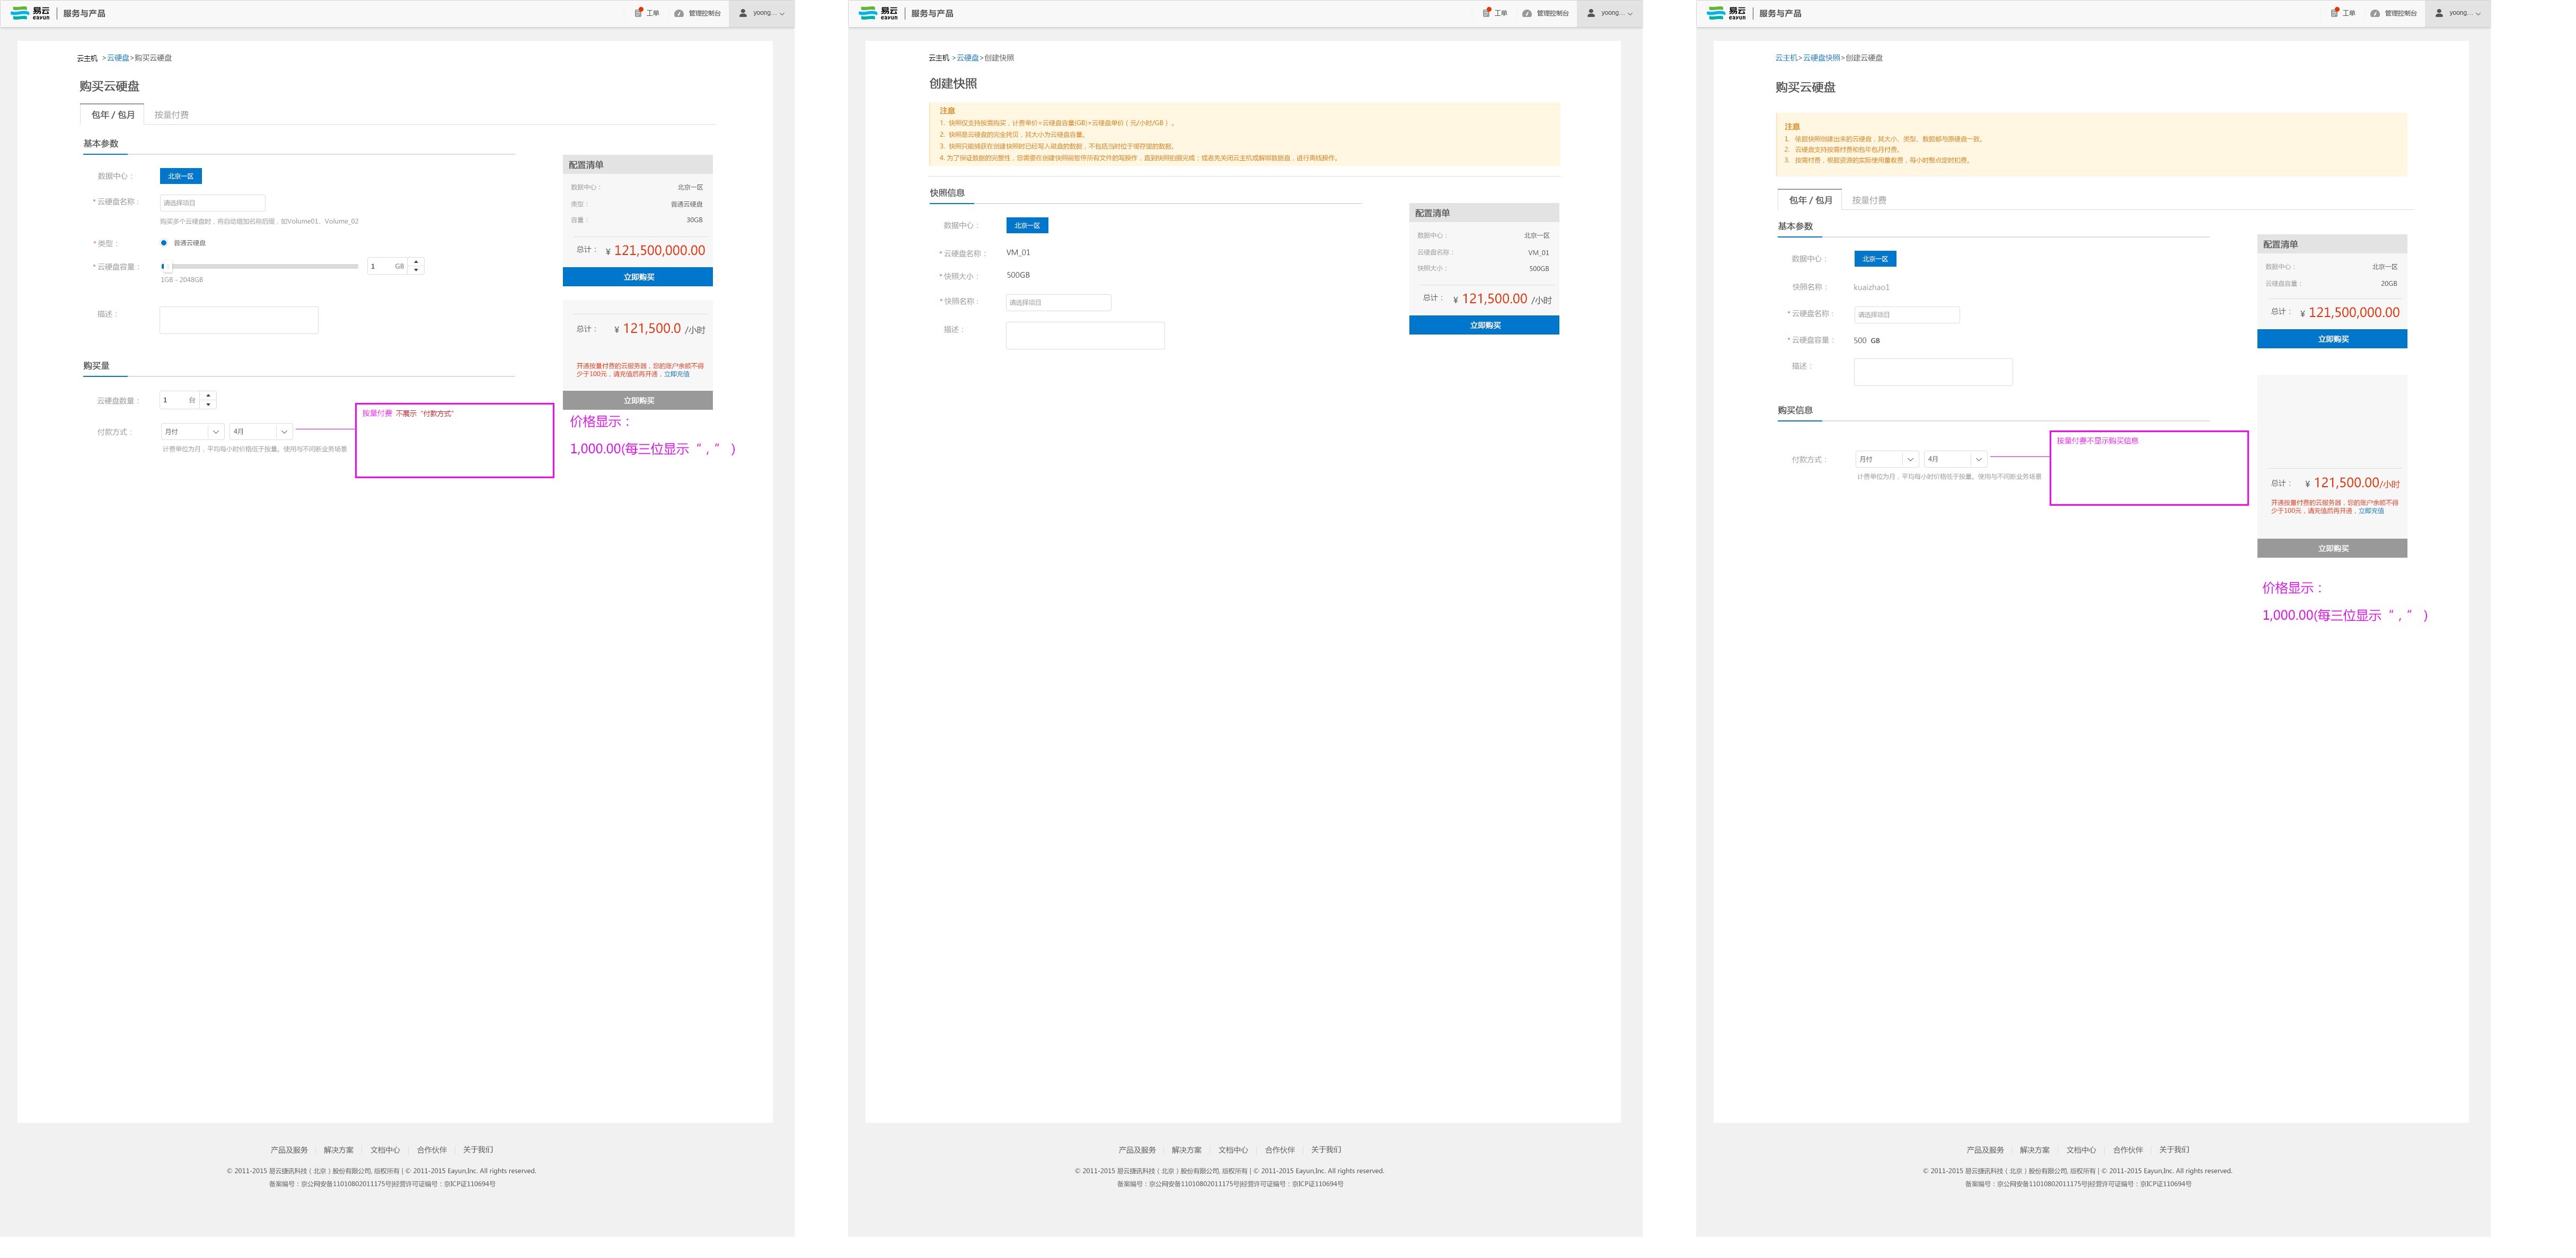 易云 eayun | 服务与产品
工单
管理控制台
yoong...
云主机 >云硬盘>购买云硬盘
购买云硬盘
包年 / 包月
按量付费
基本参数
数据中心：
北京一区
* 云硬盘名称：
请选择项目
购买多个云硬盘时，将自动增加名称后缀，如Volume01、Volume_02
* 类型：
普通云硬盘
* 云硬盘容量：
1 GB
1GB－2048GB
描述：
购买量
云硬盘数量：
1 台
付款方式：
月付
4月
计费单位为月，平均每小时价格低于按量。使用与不间断业务场景
按量付费 不展示“付款方式”
配置清单
数据中心： 北京一区
类型： 普通云硬盘
容量： 30GB
总计： ¥ 121,500,000.00
立即购买
总计： ¥ 121,500.0 /小时
开通按量付费的云服务器，您的账户余额不得
少于100元，请充值后再开通，立即充值
立即购买
价格显示：
1,000.00(每三位显示“ , ” )
产品及服务
解决方案
文档中心
合作伙伴
关于我们
© 2011-2015 易云捷讯科技（北京）股份有限公司, 版权所有 | © 2011-2015 Eayun,Inc. All rights reserved.
备案编号：京公网安备11010802011175号|经营许可证编号：京ICP证110694号
易云 eayun | 服务与产品
工单
管理控制台
yoong...
云主机 >云硬盘>创建快照
创建快照
注意
1. 快照仅支持按需购买，计费单价=云硬盘容量(GB)×云硬盘单价（元/小时/GB ）。
2. 快照是云硬盘的完全拷贝，其大小为云硬盘容量。
3. 快照只能捕获在创建快照时已经写入磁盘的数据，不包括当时位于缓存里的数据。
4. 为了保证数据的完整性，您需要在创建快照前暂停所有文件的写操作，直到快照拍摄完成；或者先关闭云主机或解绑数据盘，进行离线操作。
快照信息
数据中心：
北京一区
* 云硬盘名称：
VM_01
* 快照大小：
500GB
* 快照名称：
请选择项目
描述：
配置清单
数据中心： 北京一区
云硬盘名称： VM_01
快照大小： 500GB
总计： ¥ 121,500.00 /小时
立即购买
产品及服务
解决方案
文档中心
合作伙伴
关于我们
© 2011-2015 易云捷讯科技（北京）股份有限公司, 版权所有 | © 2011-2015 Eayun,Inc. All rights reserved.
备案编号：京公网安备11010802011175号|经营许可证编号：京ICP证110694号
易云 eayun | 服务与产品
工单
管理控制台
yoong...
云主机>云硬盘快照>创建云硬盘
购买云硬盘
注意
1. 依据快照创建出来的云硬盘，其大小、类型、数据都与原硬盘一致。
2. 云硬盘支持按需付费和包年包月付费。
3. 按需付费，根据资源的实际使用量收费，每小时整点定时扣费。
包年 / 包月
按量付费
基本参数
数据中心：
北京一区
快照名称：
kuaizhao1
* 云硬盘名称：
请选择项目
* 云硬盘容量：
500 GB
描述：
购买信息
付款方式：
月付
4月
计费单位为月，平均每小时价格低于按量。使用与不间断业务场景
按量付费不显示购买信息
配置清单
数据中心： 北京一区
云硬盘容量： 20GB
总计： ¥ 121,500,000.00
立即购买
总计： ¥ 121,500.00/小时
开通按量付费的云服务器，您的账户余额不得
少于100元，请充值后再开通，立即充值
立即购买
价格显示：
1,000.00(每三位显示“ , ” )
产品及服务
解决方案
文档中心
合作伙伴
关于我们
© 2011-2015 易云捷讯科技（北京）股份有限公司, 版权所有 | © 2011-2015 Eayun,Inc. All rights reserved.
备案编号：京公网安备11010802011175号|经营许可证编号：京ICP证110694号